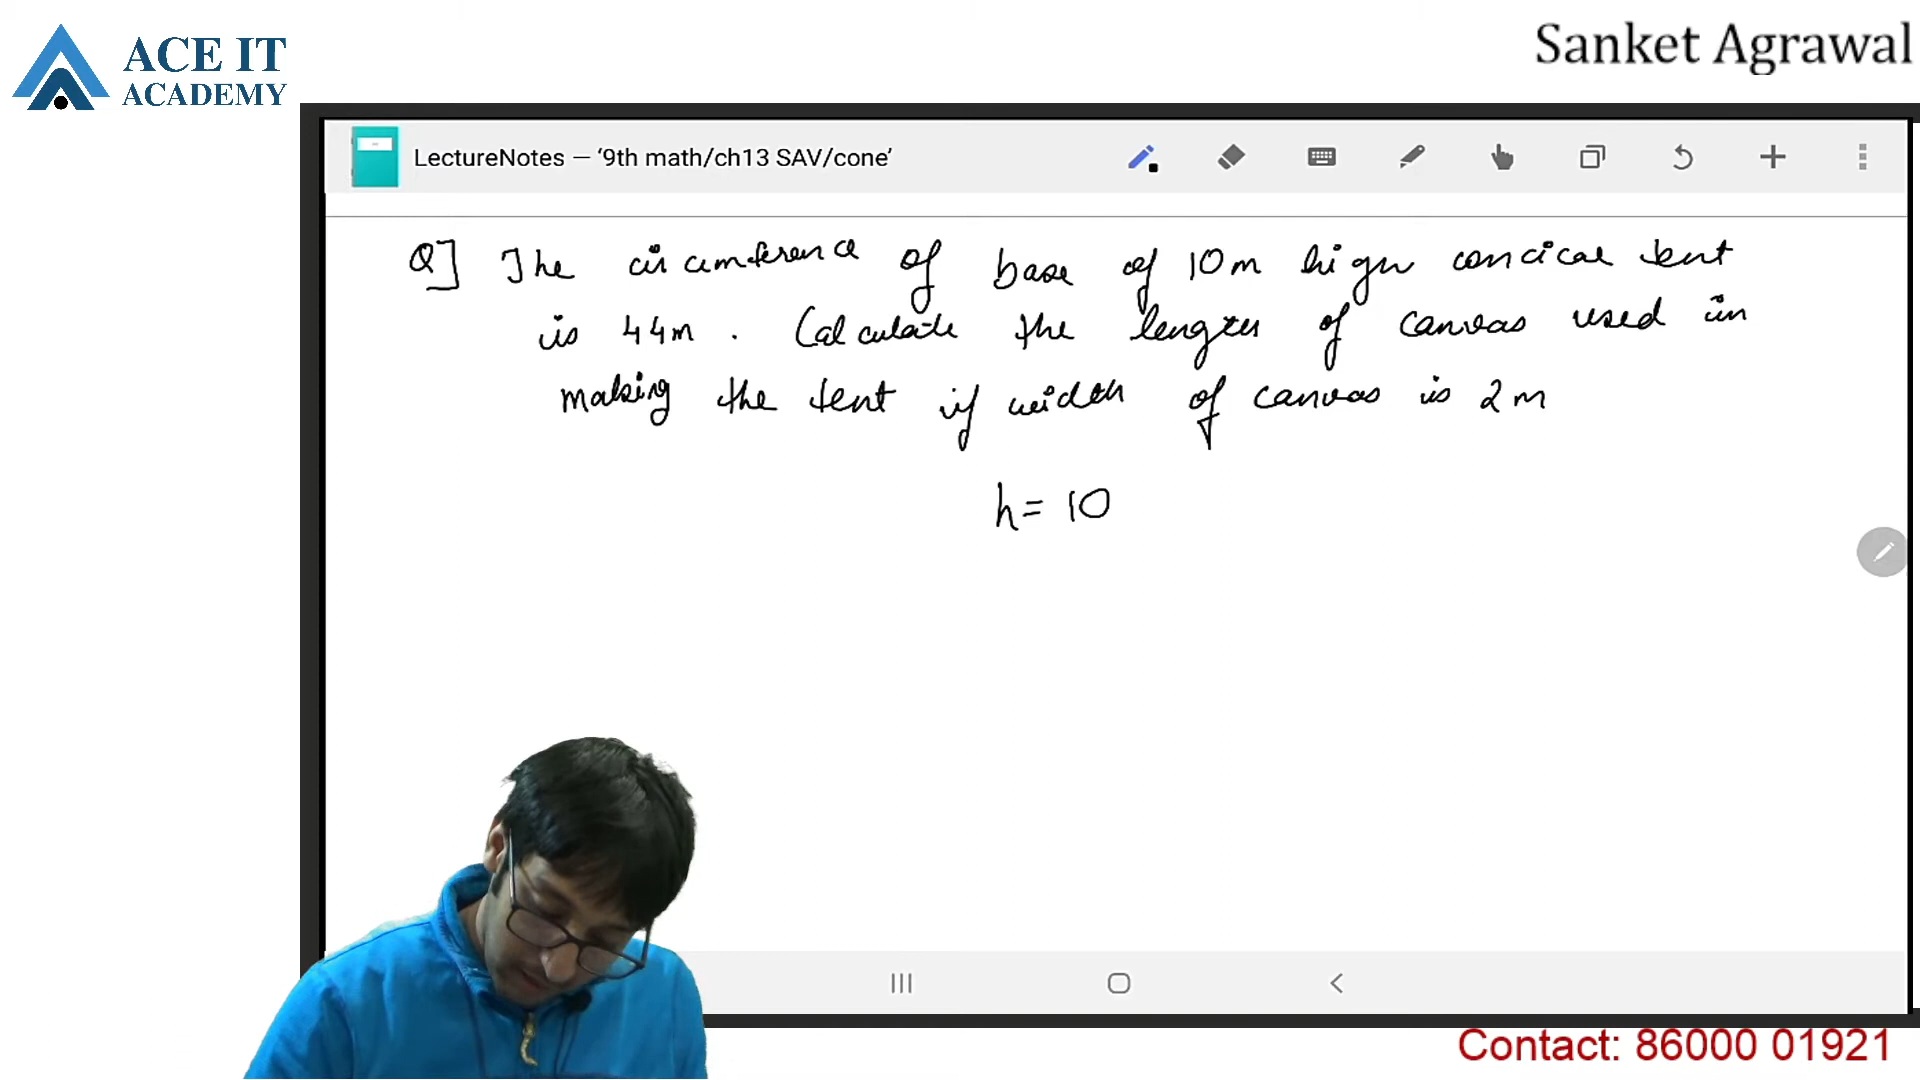 ACE IT
ACADEMY
Sanket Agrawal
LectureNotes — ‘9th math/ch13 SAV/cone’
Q] The circumference of base of 10m high concical tent
is 44m . Calculate the length of canvas used in
making the tent if width of canvas is 2m
h = 10
Contact: 86000 01921